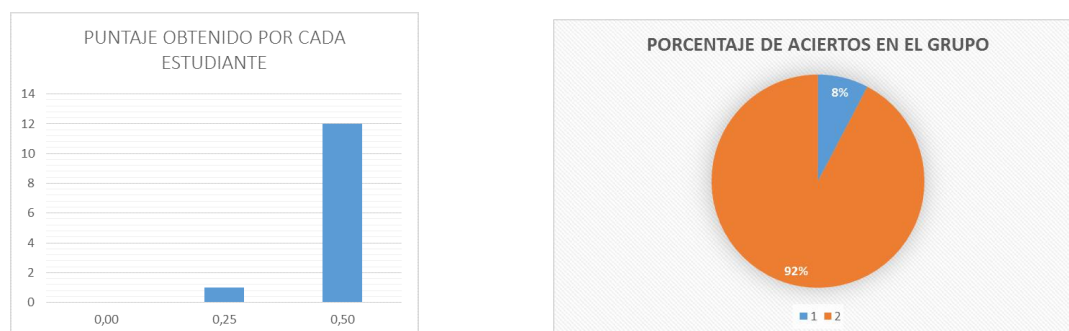 PUNTAJE OBTENIDO POR CADA
ESTUDIANTE
14
12
10
8
6
4
2
0
0,00 0,25 0,50
PORCENTAJE DE ACIERTOS EN EL GRUPO
8%
92%
1 2